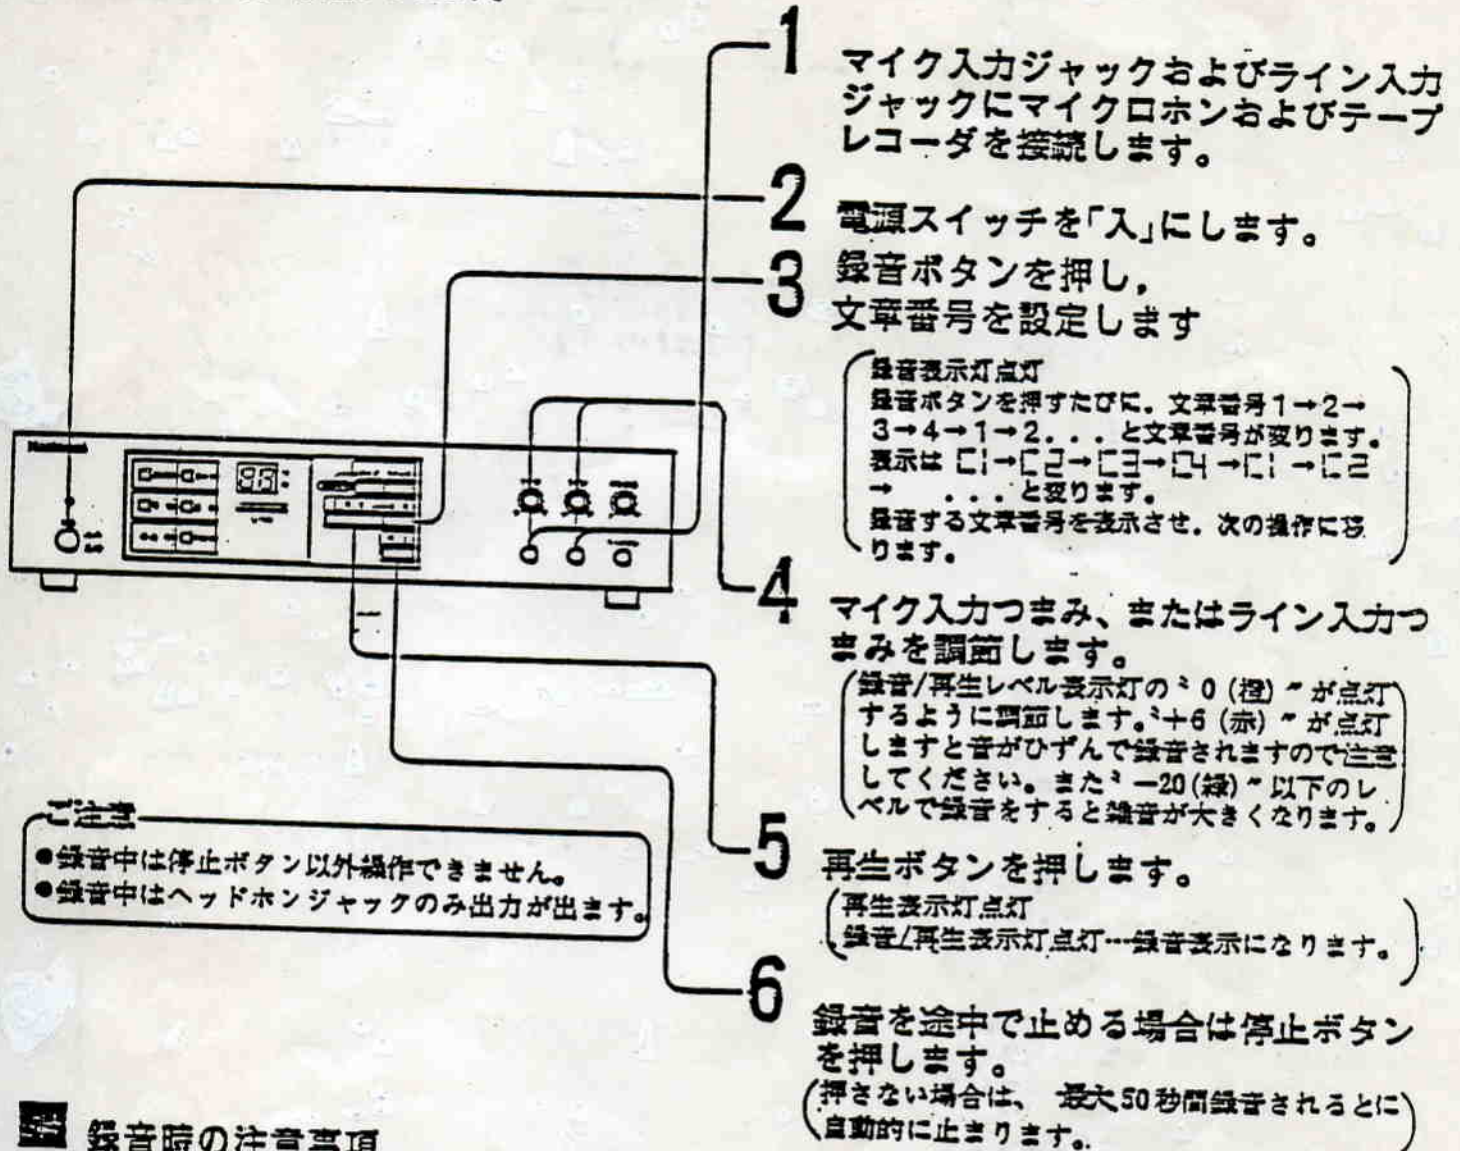 1
マイク入力ジャックおよびライン入力
ジャックにマイクロホンおよびテープ
レコーダを接続します。
2
電源スイッチを「入」にします。
3
録音ボタンを押し,
文章番号を設定します
録音表示灯点灯
録音ボタンを押すたびに、文章番号1→2→
3→4→1→2...と文章番号が変ります。
表示は C1→C2→C3→C4→C1→C2
→ ...と変ります。
録音する文章番号を表示させ、次の操作に移
ります。
4
マイク入力つまみ、またはライン入力つ
まみを調節します。
録音/再生レベル表示灯の〝0(橙)〟が点灯
するように調節します。〝+6(赤)〟が点灯
しますと音がひずんで録音されますので注意
してください。また〝−20(緑)〟以下のレ
ベルで録音をすると雑音が大きくなります。
5
再生ボタンを押します。
再生表示灯点灯
録音/再生表示灯点灯…録音表示になります。
6
録音を途中で止める場合は停止ボタン
を押します。
押さない場合は、 最大50秒間録音されるとに
自動的に止まります。
ご注意
●録音中は停止ボタン以外操作できません。
●録音中はヘッドホンジャックのみ出力が出ます。
録音時の注意事項